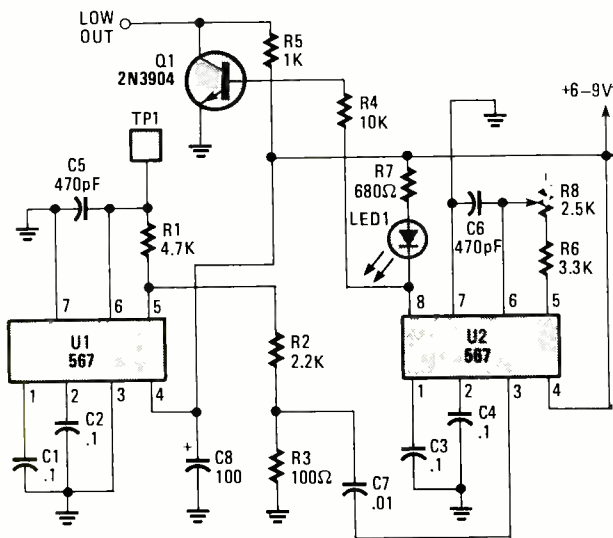 LOW
OUT
Q1
2N3904
R5
1K
R4
10K
+6–9V
TP1
C5
470pF
R7
680Ω
LED1
R8
2.5K
C6
470pF
R1
4.7K
R6
3.3K
7
6
5
8
7
6
5
U1
567
R2
2.2K
U2
567
1
2
3
4
1
2
3
4
C2
.1
C1
.1
+
C8
100
R3
100Ω
C7
.01
C4
.1
C3
.1